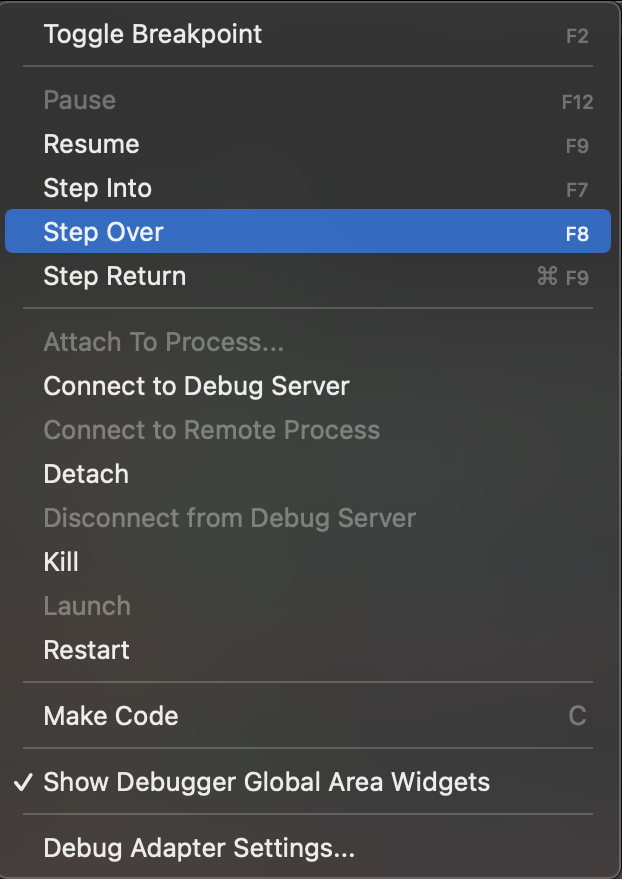 Toggle Breakpoint F2
Pause F12
Resume F9
Step Into F7
Step Over F8
Step Return ⌘ F9
Attach To Process...
Connect to Debug Server
Connect to Remote Process
Detach
Disconnect from Debug Server
Kill
Launch
Restart
Make Code C
✓ Show Debugger Global Area Widgets
Debug Adapter Settings...